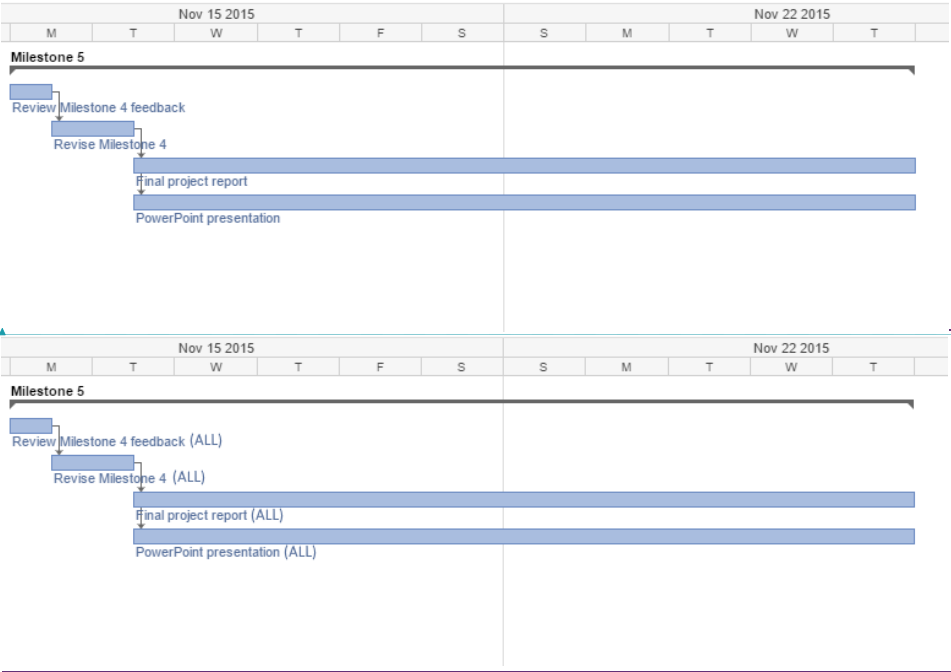 Nov 15 2015 Nov 22 2015
M T W T F S S M T W T
Milestone 5
Review Milestone 4 feedback
Revise Milestone 4
Final project report
PowerPoint presentation
Nov 15 2015 Nov 22 2015
M T W T F S S M T W T
Milestone 5
Review Milestone 4 feedback (ALL)
Revise Milestone 4 (ALL)
Final project report (ALL)
PowerPoint presentation (ALL)